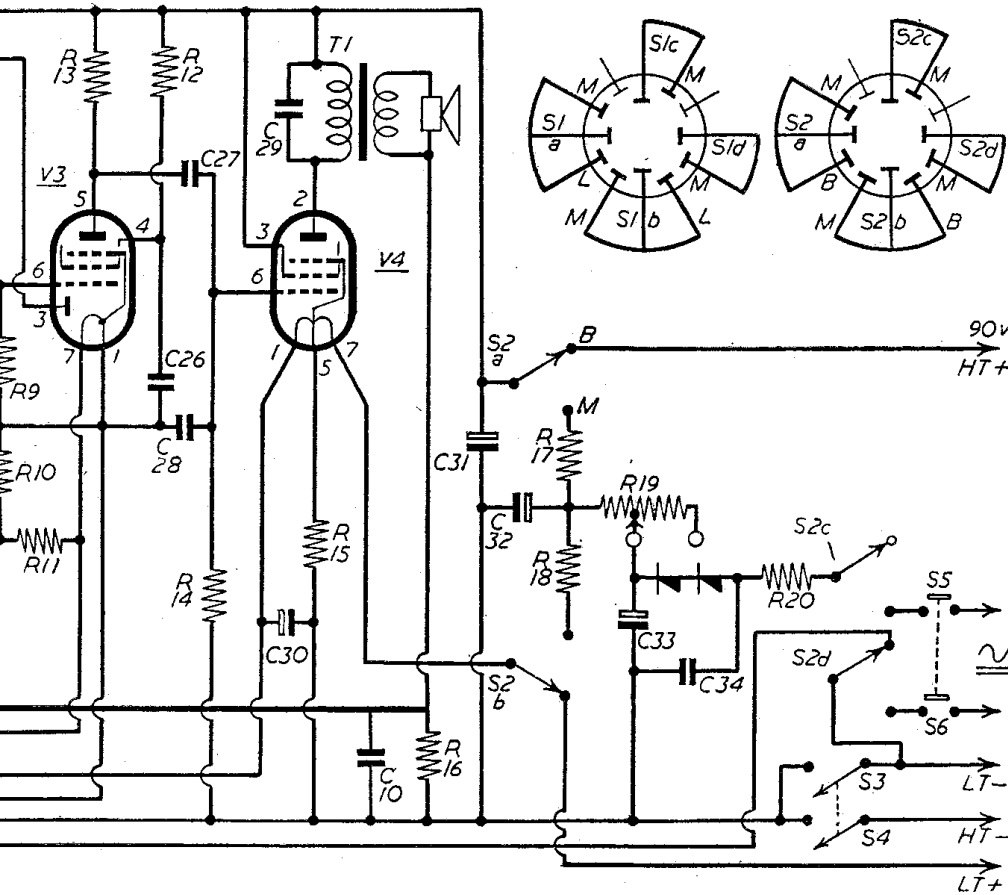 T1
R
13
R
12
C
29
C27
V3
5
4
2
3
6
V4
6
3
7
1
1
5
7
R9
C26
C
28
R10
R11
R
14
R
15
C30
C
10
R
16
S1c
M
M
S1
a
S1d
L
M
M
S1 b
L
S2c
M
M
S2
a
S2d
B
M
M
S2 b
B
S2
a
B
90v
HT+
M
C31
R
17
R19
C
32
R
18
S2c
R20
C33
C34
S5
S2d
S6
S2
b
S3
LT-
S4
HT-
LT+